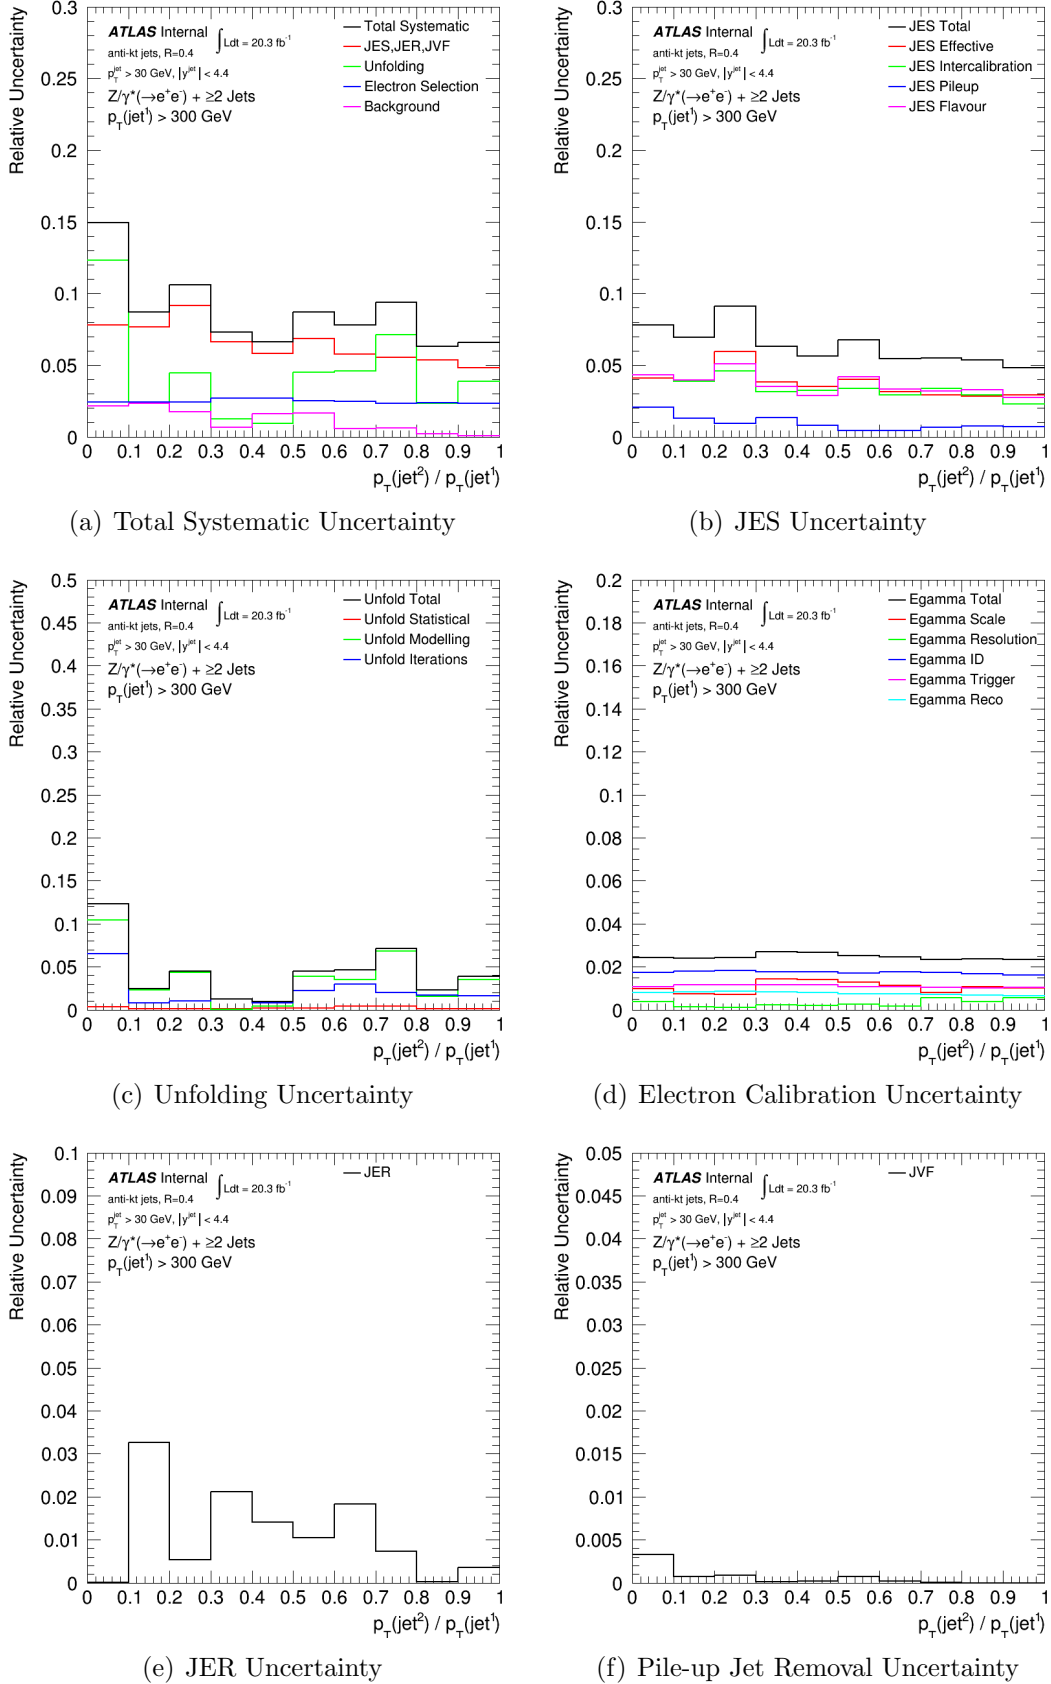 Relative Uncertainty
0.3
0.25
0.2
0.15
0.1
0.05
0
ATLAS Internal ∫Ldt = 20.3 fb⁻¹
anti-kt jets, R=0.4
p_T^jet > 30 GeV, |y^jet| < 4.4
Z/γ*(→e⁺e⁻) + ≥2 Jets
p_T(jet¹) > 300 GeV
Total Systematic
JES,JER,JVF
Unfolding
Electron Selection
Background
0 0.1 0.2 0.3 0.4 0.5 0.6 0.7 0.8 0.9 1
p_T(jet²) / p_T(jet¹)
(a) Total Systematic Uncertainty
Relative Uncertainty
0.3
0.25
0.2
0.15
0.1
0.05
0
ATLAS Internal ∫Ldt = 20.3 fb⁻¹
anti-kt jets, R=0.4
p_T^jet > 30 GeV, |y^jet| < 4.4
Z/γ*(→e⁺e⁻) + ≥2 Jets
p_T(jet¹) > 300 GeV
JES Total
JES Effective
JES Intercalibration
JES Pileup
JES Flavour
0 0.1 0.2 0.3 0.4 0.5 0.6 0.7 0.8 0.9 1
p_T(jet²) / p_T(jet¹)
(b) JES Uncertainty
Relative Uncertainty
0.5
0.45
0.4
0.35
0.3
0.25
0.2
0.15
0.1
0.05
0
ATLAS Internal ∫Ldt = 20.3 fb⁻¹
anti-kt jets, R=0.4
p_T^jet > 30 GeV, |y^jet| < 4.4
Z/γ*(→e⁺e⁻) + ≥2 Jets
p_T(jet¹) > 300 GeV
Unfold Total
Unfold Statistical
Unfold Modelling
Unfold Iterations
0 0.1 0.2 0.3 0.4 0.5 0.6 0.7 0.8 0.9 1
p_T(jet²) / p_T(jet¹)
(c) Unfolding Uncertainty
Relative Uncertainty
0.2
0.18
0.16
0.14
0.12
0.1
0.08
0.06
0.04
0.02
0
ATLAS Internal ∫Ldt = 20.3 fb⁻¹
anti-kt jets, R=0.4
p_T^jet > 30 GeV, |y^jet| < 4.4
Z/γ*(→e⁺e⁻) + ≥2 Jets
p_T(jet¹) > 300 GeV
Egamma Total
Egamma Scale
Egamma Resolution
Egamma ID
Egamma Trigger
Egamma Reco
0 0.1 0.2 0.3 0.4 0.5 0.6 0.7 0.8 0.9 1
p_T(jet²) / p_T(jet¹)
(d) Electron Calibration Uncertainty
Relative Uncertainty
0.1
0.09
0.08
0.07
0.06
0.05
0.04
0.03
0.02
0.01
0
ATLAS Internal ∫Ldt = 20.3 fb⁻¹
anti-kt jets, R=0.4
p_T^jet > 30 GeV, |y^jet| < 4.4
Z/γ*(→e⁺e⁻) + ≥2 Jets
p_T(jet¹) > 300 GeV
JER
0 0.1 0.2 0.3 0.4 0.5 0.6 0.7 0.8 0.9 1
p_T(jet²) / p_T(jet¹)
(e) JER Uncertainty
Relative Uncertainty
0.05
0.045
0.04
0.035
0.03
0.025
0.02
0.015
0.01
0.005
0
ATLAS Internal ∫Ldt = 20.3 fb⁻¹
anti-kt jets, R=0.4
p_T^jet > 30 GeV, |y^jet| < 4.4
Z/γ*(→e⁺e⁻) + ≥2 Jets
p_T(jet¹) > 300 GeV
JVF
0 0.1 0.2 0.3 0.4 0.5 0.6 0.7 0.8 0.9 1
p_T(jet²) / p_T(jet¹)
(f) Pile-up Jet Removal Uncertainty